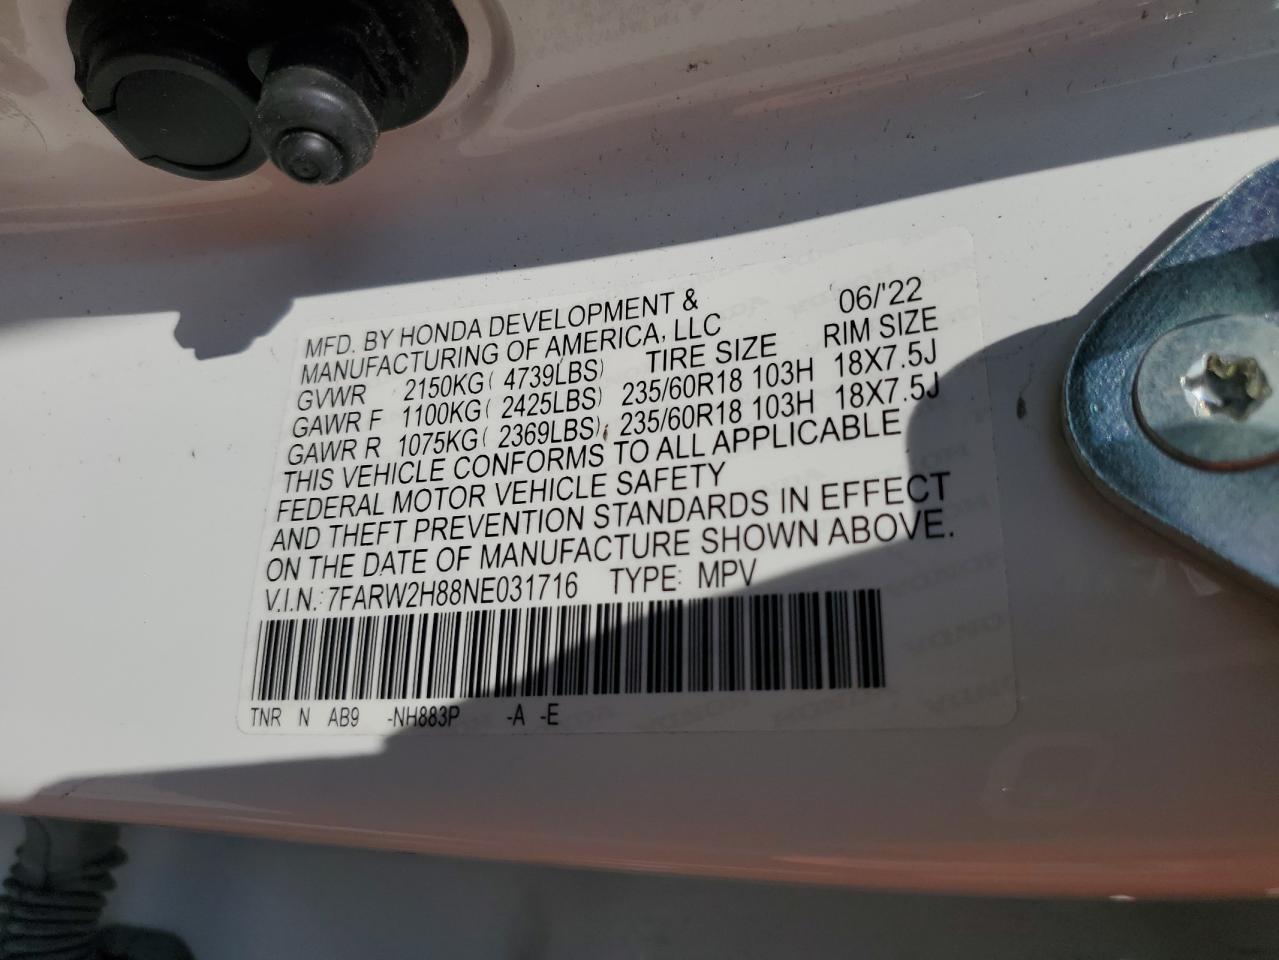 MFD. BY HONDA DEVELOPMENT & 06/'22
MANUFACTURING OF AMERICA, LLC TIRE SIZE RIM SIZE
GVWR 2150KG( 4739LBS)
GAWR F 1100KG( 2425LBS) 235/60R18 103H 18X7.5J
GAWR R 1075KG( 2369LBS) 235/60R18 103H 18X7.5J
THIS VEHICLE CONFORMS TO ALL APPLICABLE
FEDERAL MOTOR VEHICLE SAFETY
AND THEFT PREVENTION STANDARDS IN EFFECT
ON THE DATE OF MANUFACTURE SHOWN ABOVE.
V.I.N.: 7FARW2H88NE031716 TYPE: MPV
TNR N AB9 -NH883P -A -E